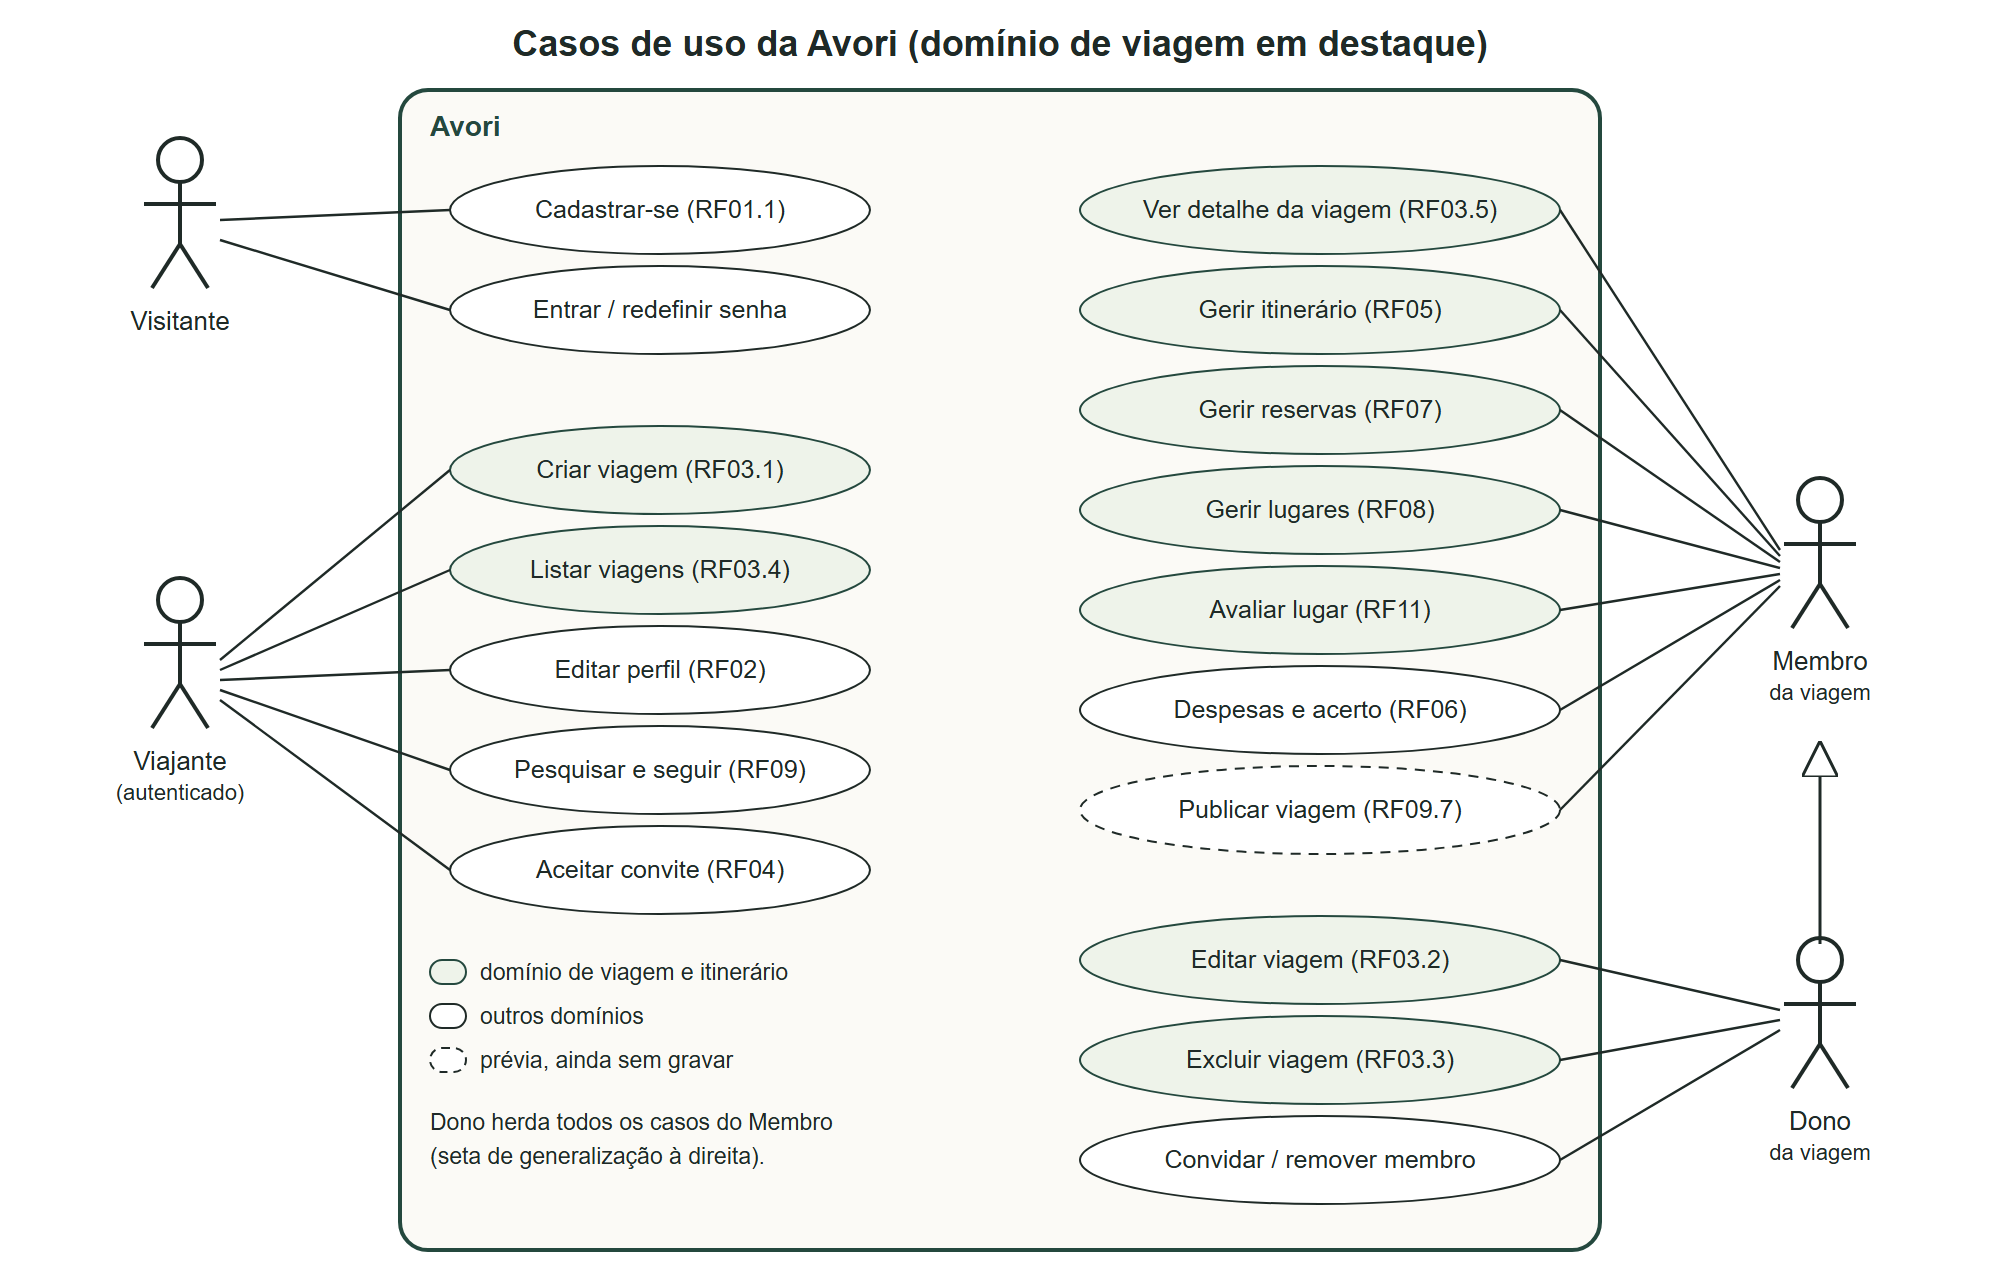 Casos de uso da Avori (domínio de viagem em destaque)
Avori
Visitante
Cadastrar-se (RF01.1)
Entrar / redefinir senha
Viajante
(autenticado)
Criar viagem (RF03.1)
Listar viagens (RF03.4)
Editar perfil (RF02)
Pesquisar e seguir (RF09)
Aceitar convite (RF04)
domínio de viagem e itinerário
outros domínios
prévia, ainda sem gravar
Dono herda todos os casos do Membro
(seta de generalização à direita).
Ver detalhe da viagem (RF03.5)
Gerir itinerário (RF05)
Gerir reservas (RF07)
Gerir lugares (RF08)
Avaliar lugar (RF11)
Despesas e acerto (RF06)
Publicar viagem (RF09.7)
Editar viagem (RF03.2)
Excluir viagem (RF03.3)
Convidar / remover membro
Membro
da viagem
Dono
da viagem